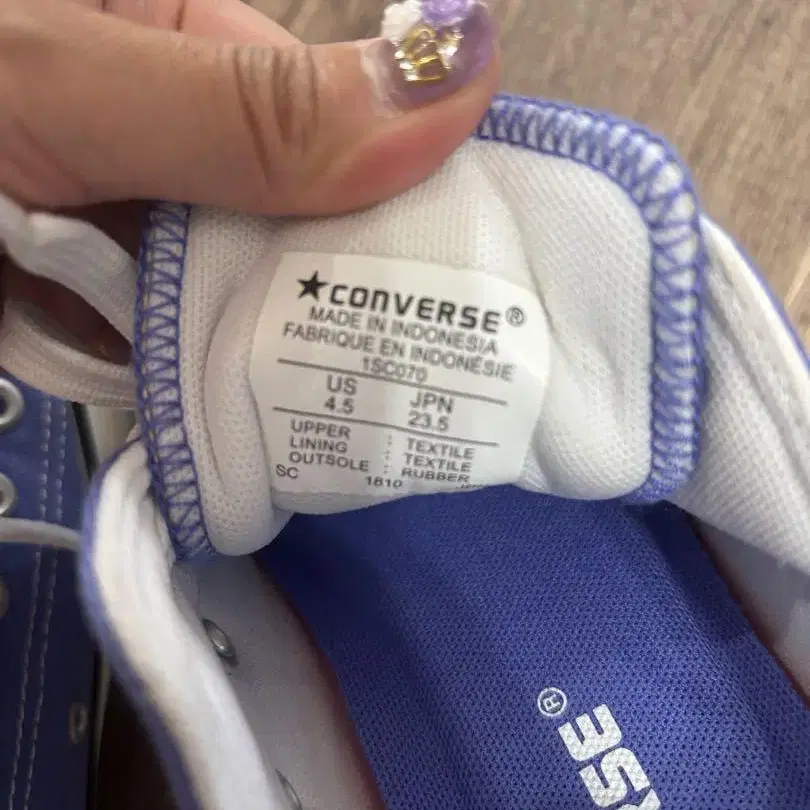 ★CONVERSE®
MADE IN INDONESIA
FABRIQUE EN INDONÉSIE
1SC070
US JPN
4.5 23.5
UPPER : TEXTILE
LINING : TEXTILE
OUTSOLE : RUBBER
SC 1810
®
RSE